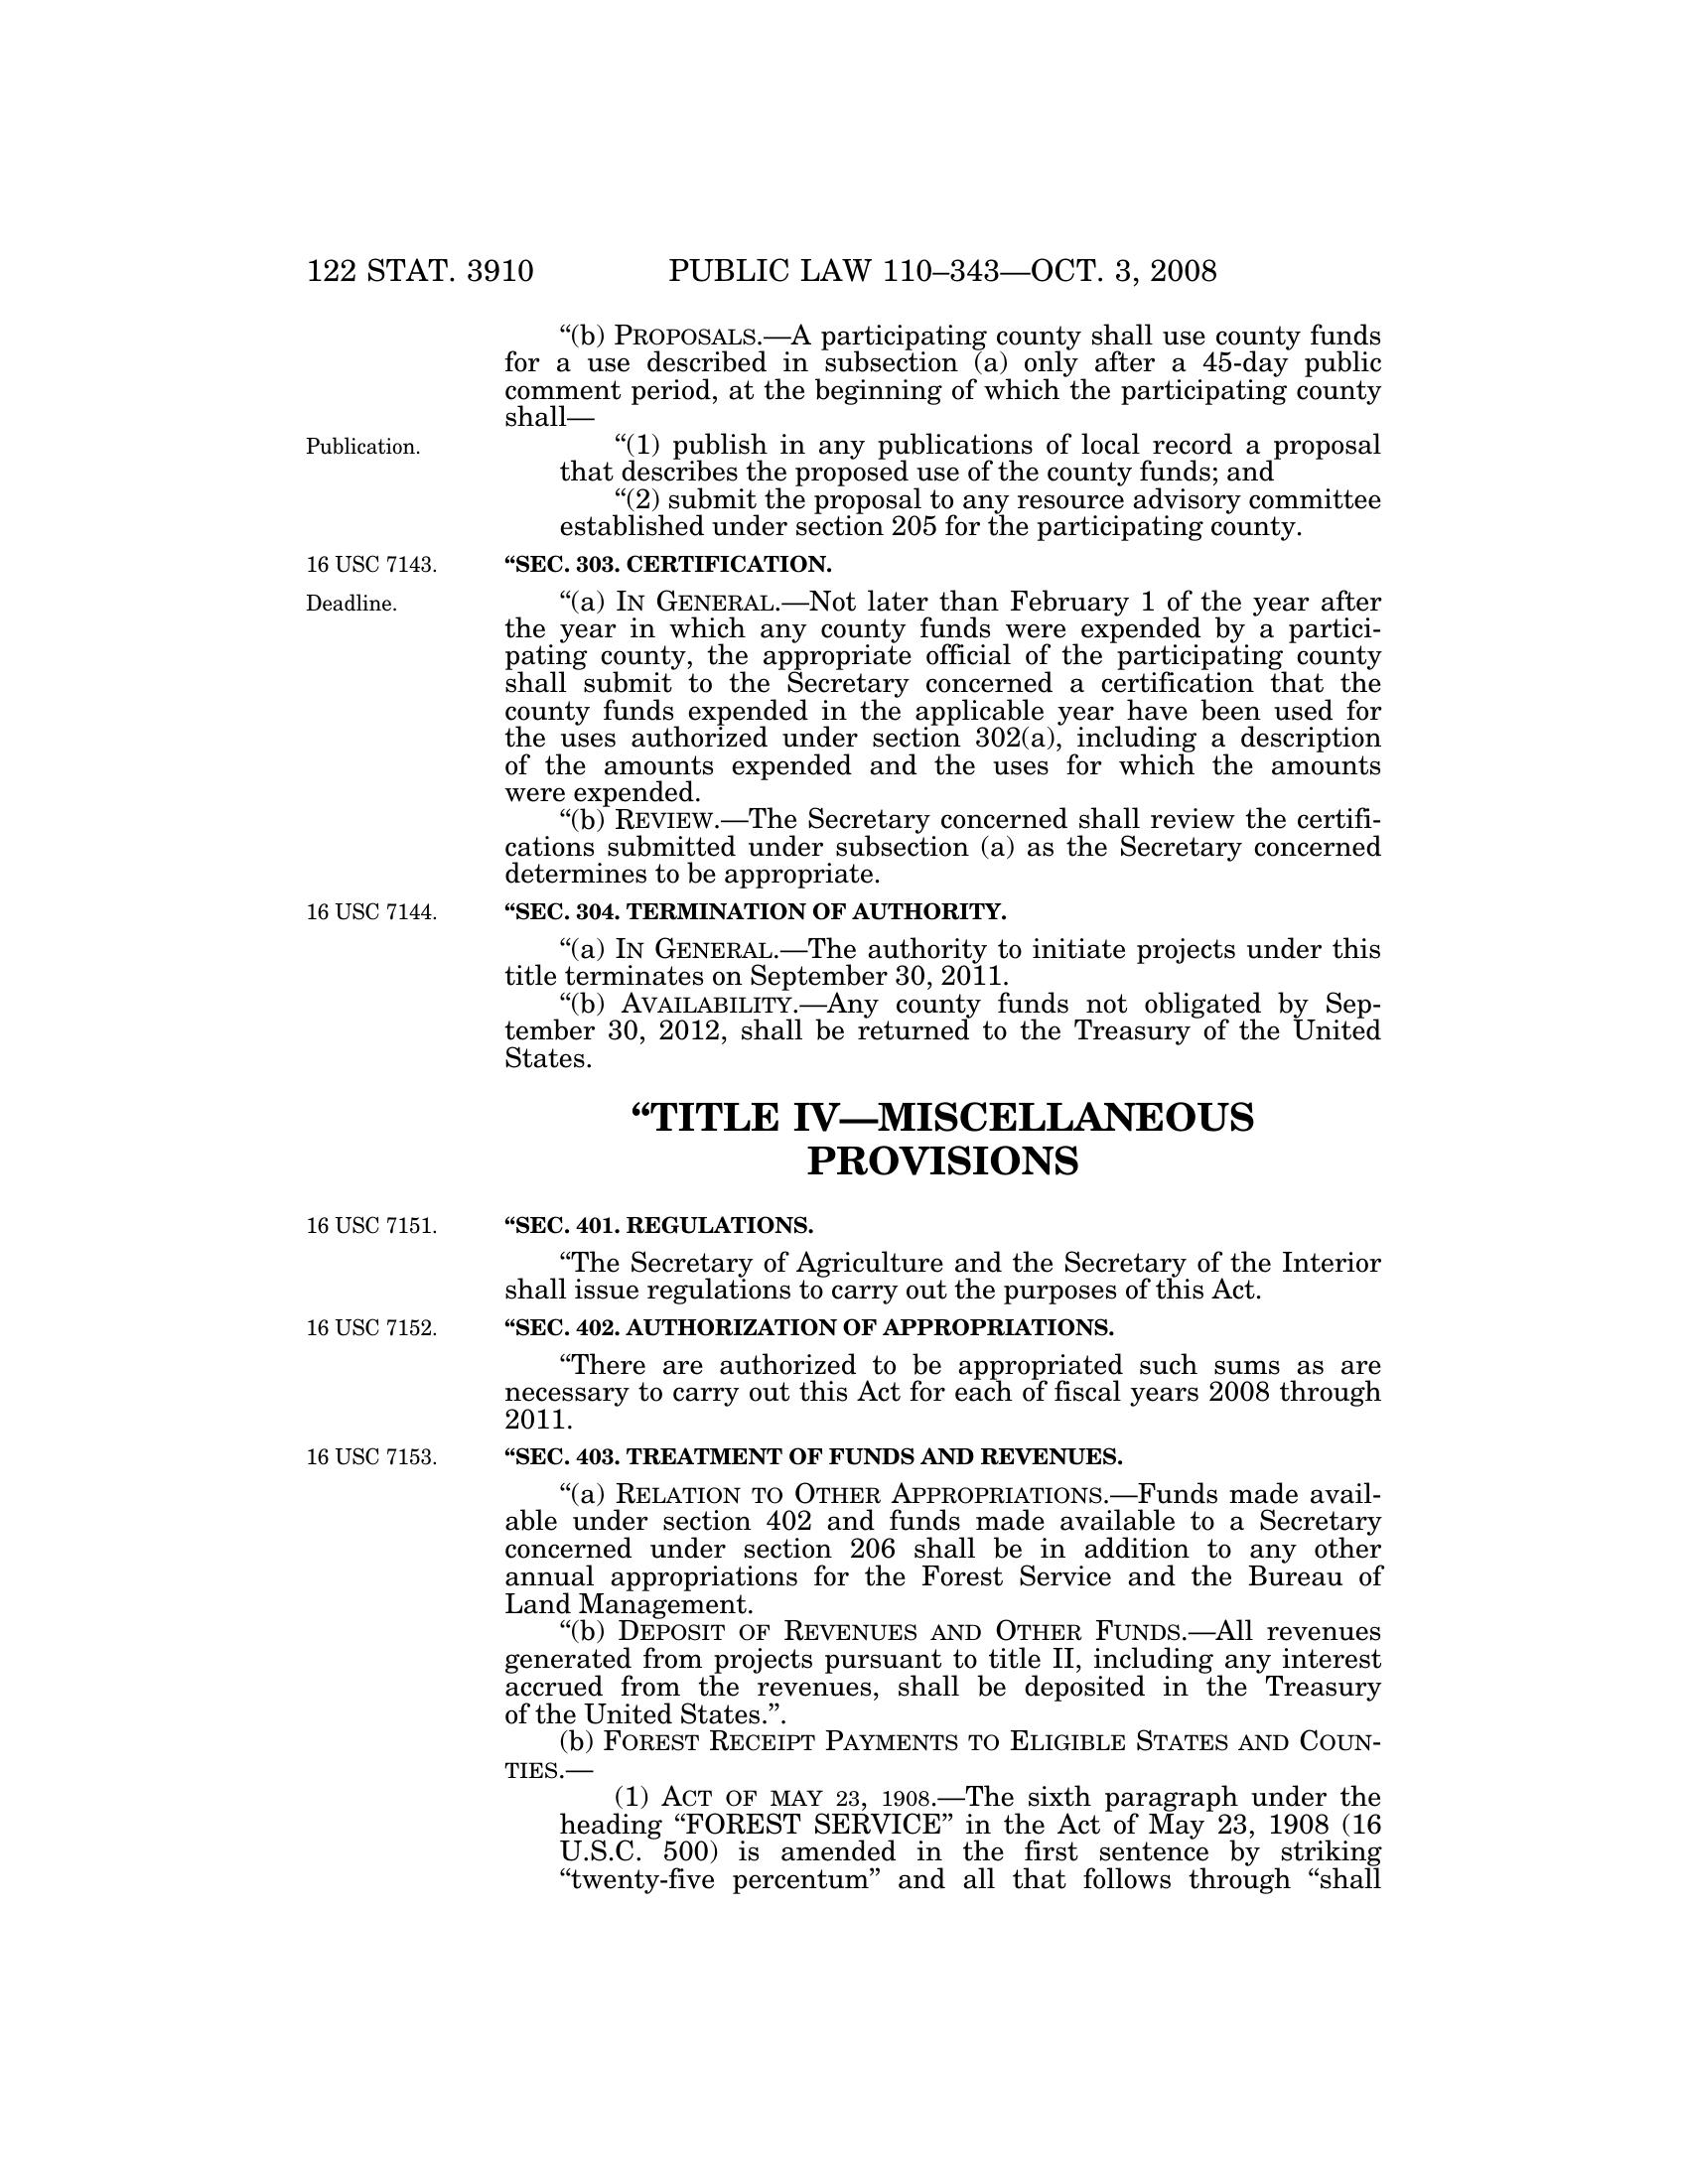 122 STAT. 3910 PUBLIC LAW 110–343—OCT. 3, 2008
“(b) PROPOSALS.—A participating county shall use county funds
for a use described in subsection (a) only after a 45-day public
comment period, at the beginning of which the participating county
shall—
Publication.
“(1) publish in any publications of local record a proposal
that describes the proposed use of the county funds; and
“(2) submit the proposal to any resource advisory committee
established under section 205 for the participating county.
16 USC 7143.
“SEC. 303. CERTIFICATION.
Deadline.
“(a) IN GENERAL.—Not later than February 1 of the year after
the year in which any county funds were expended by a partici-
pating county, the appropriate official of the participating county
shall submit to the Secretary concerned a certification that the
county funds expended in the applicable year have been used for
the uses authorized under section 302(a), including a description
of the amounts expended and the uses for which the amounts
were expended.
“(b) REVIEW.—The Secretary concerned shall review the certifi-
cations submitted under subsection (a) as the Secretary concerned
determines to be appropriate.
16 USC 7144.
“SEC. 304. TERMINATION OF AUTHORITY.
“(a) IN GENERAL.—The authority to initiate projects under this
title terminates on September 30, 2011.
“(b) AVAILABILITY.—Any county funds not obligated by Sep-
tember 30, 2012, shall be returned to the Treasury of the United
States.
“TITLE IV—MISCELLANEOUS
PROVISIONS
16 USC 7151.
“SEC. 401. REGULATIONS.
“The Secretary of Agriculture and the Secretary of the Interior
shall issue regulations to carry out the purposes of this Act.
16 USC 7152.
“SEC. 402. AUTHORIZATION OF APPROPRIATIONS.
“There are authorized to be appropriated such sums as are
necessary to carry out this Act for each of fiscal years 2008 through
2011.
16 USC 7153.
“SEC. 403. TREATMENT OF FUNDS AND REVENUES.
“(a) RELATION TO OTHER APPROPRIATIONS.—Funds made avail-
able under section 402 and funds made available to a Secretary
concerned under section 206 shall be in addition to any other
annual appropriations for the Forest Service and the Bureau of
Land Management.
“(b) DEPOSIT OF REVENUES AND OTHER FUNDS.—All revenues
generated from projects pursuant to title II, including any interest
accrued from the revenues, shall be deposited in the Treasury
of the United States.”.
(b) FOREST RECEIPT PAYMENTS TO ELIGIBLE STATES AND COUN-
TIES.—
(1) ACT OF MAY 23, 1908.—The sixth paragraph under the
heading “FOREST SERVICE” in the Act of May 23, 1908 (16
U.S.C. 500) is amended in the first sentence by striking
“twenty-five percentum” and all that follows through “shall